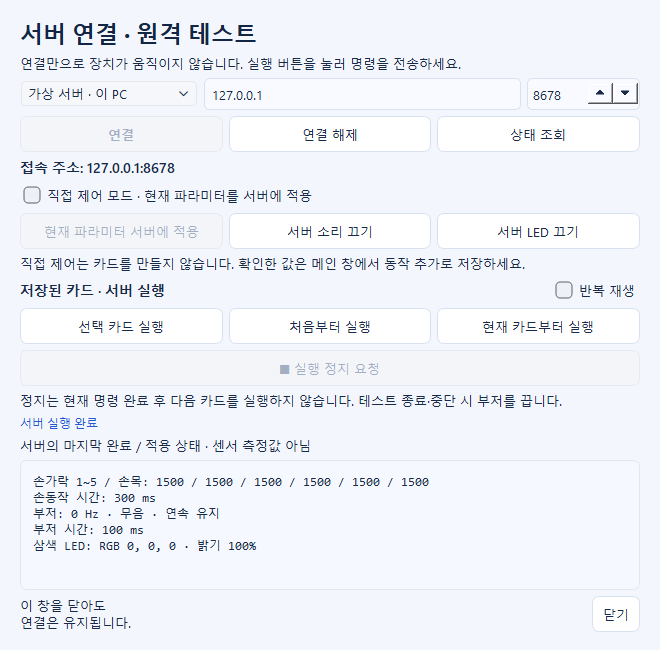 서버 연결 · 원격 테스트
연결만으로 장치가 움직이지 않습니다. 실행 버튼을 눌러 명령을 전송하세요.
가상 서버 · 이 PC 127.0.0.1 8678
연결 연결 해제 상태 조회
접속 주소: 127.0.0.1:8678
직접 제어 모드 · 현재 파라미터를 서버에 적용
현재 파라미터 서버에 적용 서버 소리 끄기 서버 LED 끄기
직접 제어는 카드를 만들지 않습니다. 확인한 값은 메인 창에서 동작 추가로 저장하세요.
저장된 카드 · 서버 실행 반복 재생
선택 카드 실행 처음부터 실행 현재 카드부터 실행
■ 실행 정지 요청
정지는 현재 명령 완료 후 다음 카드를 실행하지 않습니다. 테스트 종료·중단 시 부저를 끕니다.
서버 실행 완료
서버의 마지막 완료 / 적용 상태 · 센서 측정값 아님
손가락 1~5 / 손목: 1500 / 1500 / 1500 / 1500 / 1500 / 1500
손동작 시간: 300 ms
부저: 0 Hz · 무음 · 연속 유지
부저 시간: 100 ms
삼색 LED: RGB 0, 0, 0 · 밝기 100%
이 창을 닫아도
연결은 유지됩니다.
닫기